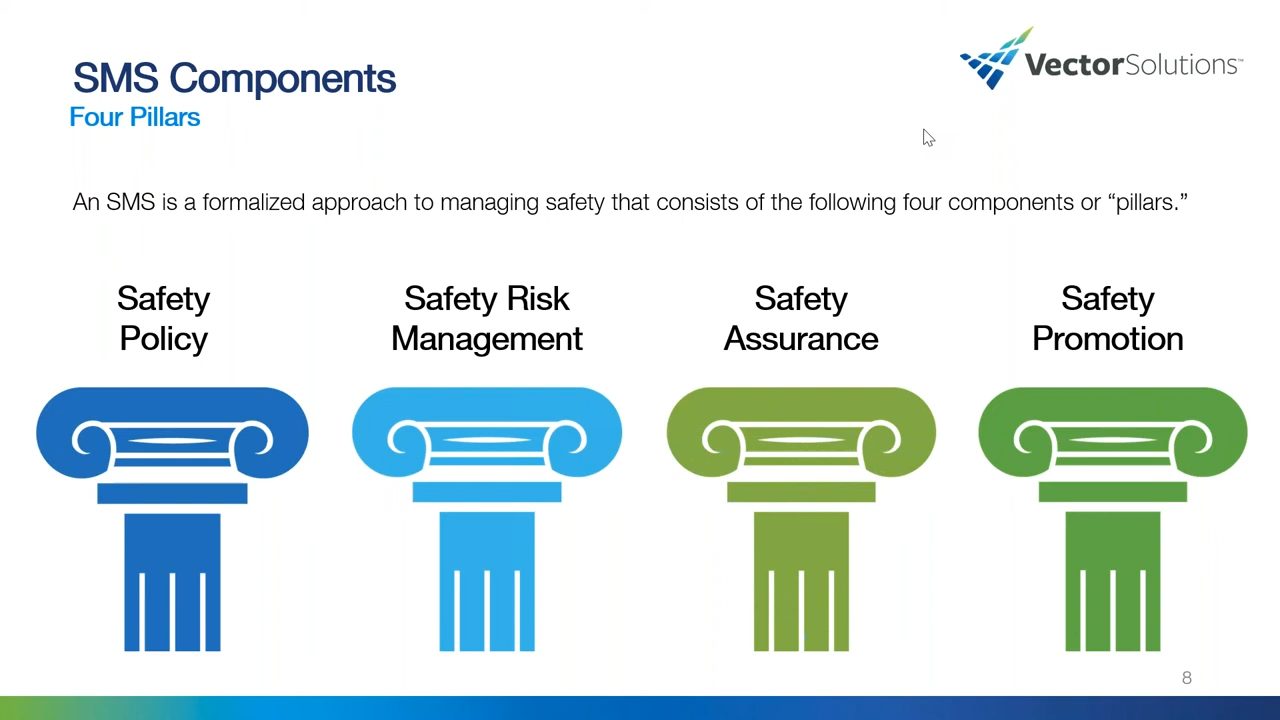 SMS Components
Four Pillars
VectorSolutions™
An SMS is a formalized approach to managing safety that consists of the following four components or “pillars.”
Safety
Policy
Safety Risk
Management
Safety
Assurance
Safety
Promotion
8